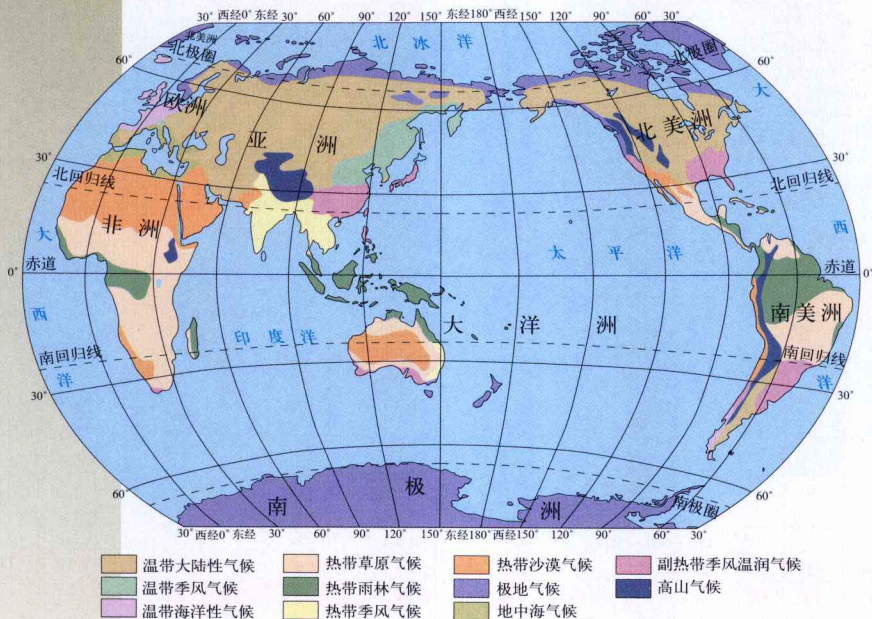 30° 西经0°东经 30° 60° 90° 120° 150° 东经180°西经 150° 120° 90° 60° 30°
北美洲
北极圈
北冰洋
北极圈
60°
60°
大
欧洲
亚洲
北美洲
30°
30°
北回归线
北回归线
非洲
大
西
太平洋
0°
赤道
赤道
0°
西
印度洋
大洋洲
南美洲
南回归线
南回归线
洋
洋
30°
30°
60°
60°
南极洲
南极圈
30° 西经0°东经 30° 60° 90° 120° 150° 东经180°西经 150° 120° 90° 60° 30°
温带大陆性气候 热带草原气候 热带沙漠气候 副热带季风温润气候
温带季风气候 热带雨林气候 极地气候 高山气候
温带海洋性气候 热带季风气候 地中海气候